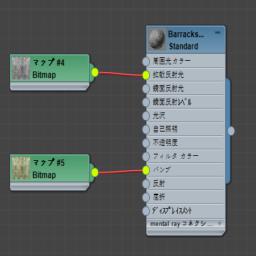 マップ #4
Bitmap
マップ #5
Bitmap
Barracks...
Standard
周囲光カラー
拡散反射光
鏡面反射光
鏡面反射光レベル
光沢
自己照明
不透明度
フィルタ カラー
バンプ
反射
屈折
ディスプレイスメント
mental ray コネクシ...